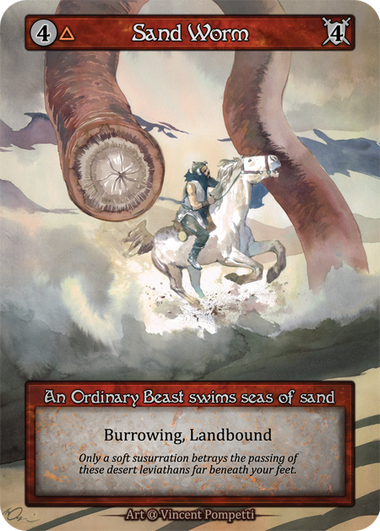 4 Sand Worm 4
An Ordinary Beast swims seas of sand
Burrowing, Landbound
Only a soft susurration betrays the passing of
these desert leviathans far beneath your feet.
Art @ Vincent Pompetti